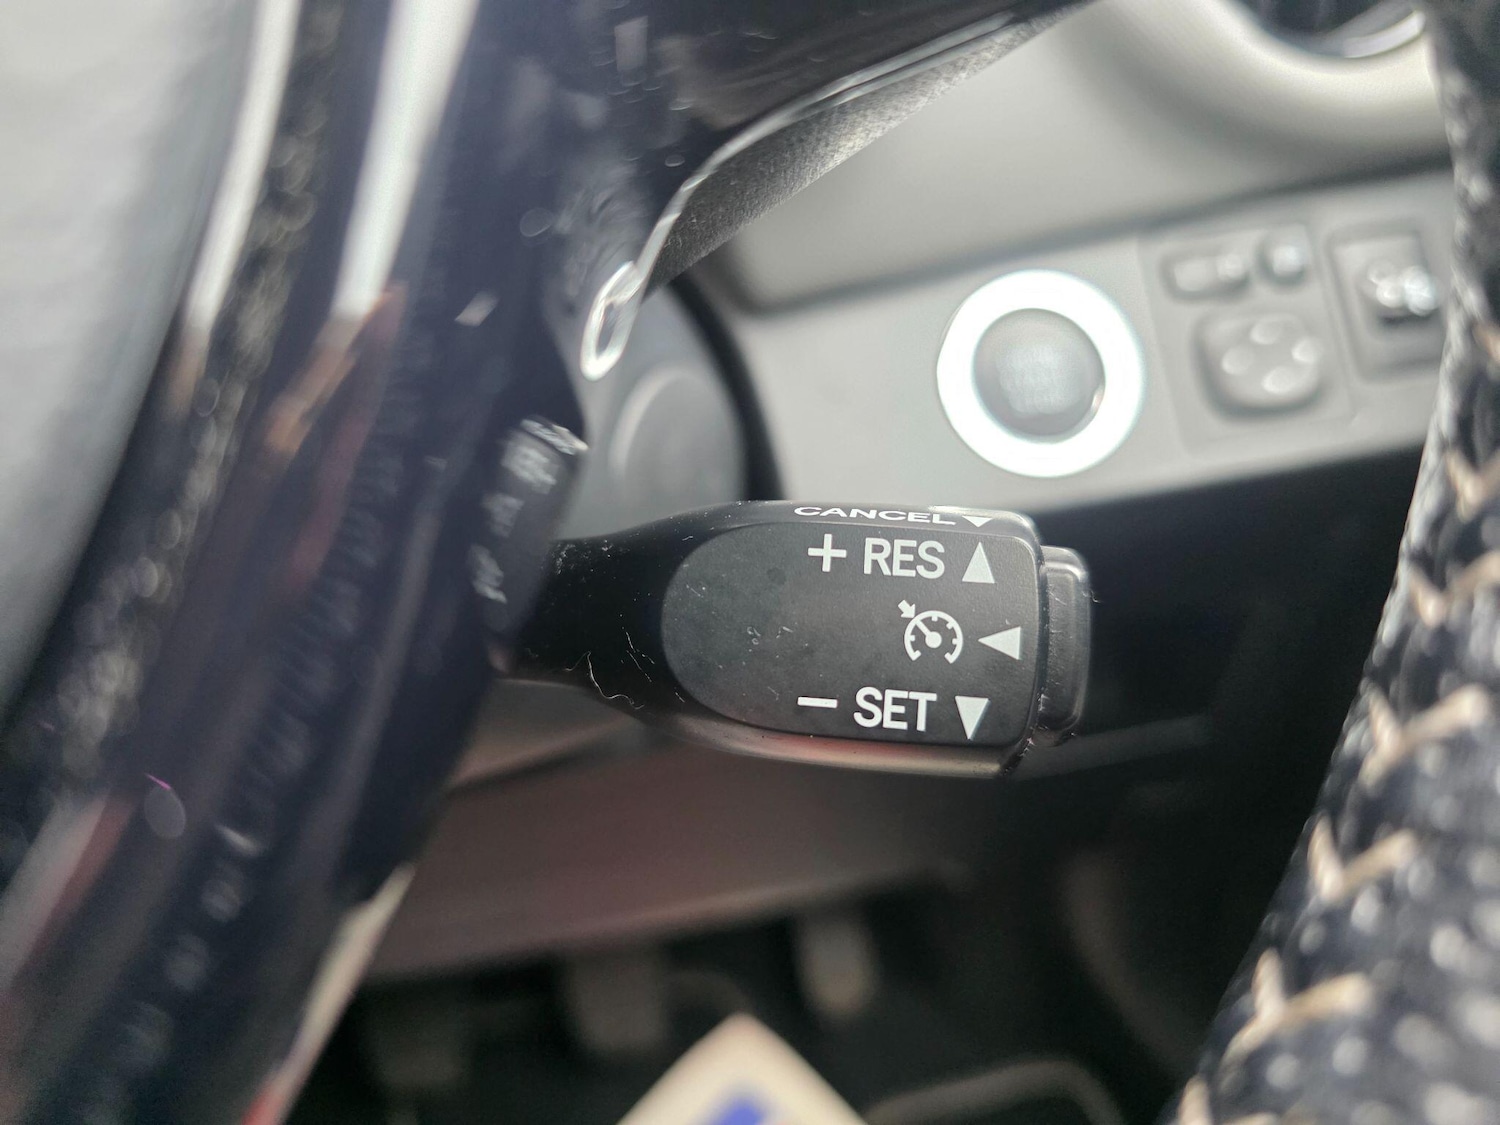 CANCEL
+ RES
− SET